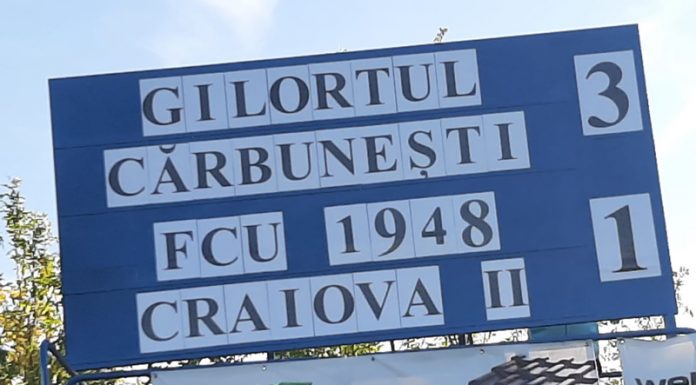 GILORTUL 3
CĂRBUNEȘTI
FCU 1948 1
CRAIOVA II